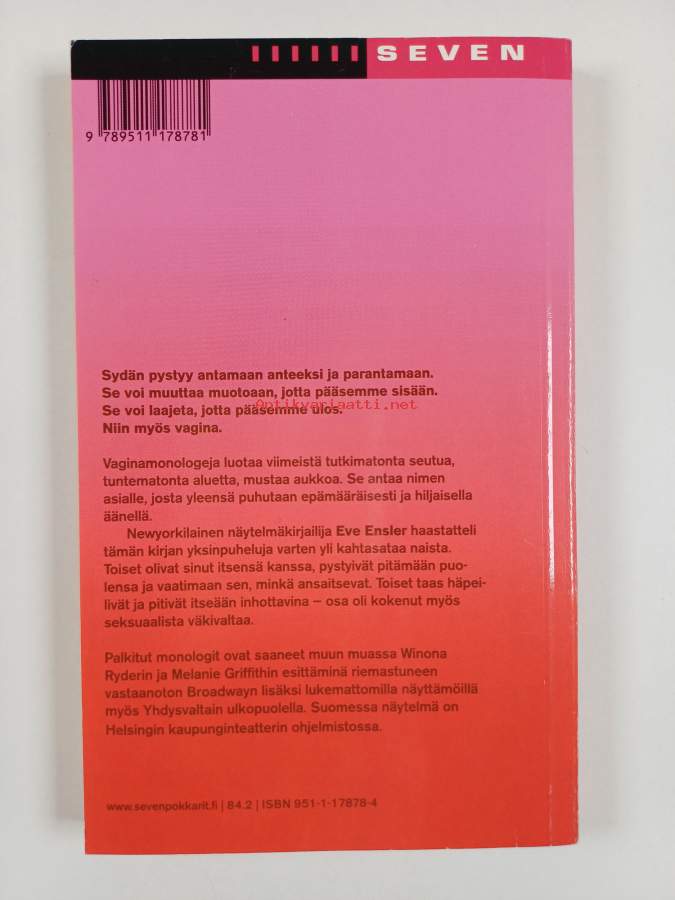 SEVEN
9 789511 178781
Sydän pystyy antamaan anteeksi ja parantamaan.
Se voi muuttaa muotoaan, jotta pääsemme sisään.
Se voi laajeta, jotta pääsemme ulos.
Antikvariaatti.net
Niin myös vagina.
Vaginamonologeja luotaa viimeistä tutkimatonta seutua,
tuntematonta aluetta, mustaa aukkoa. Se antaa nimen
asialle, josta yleensä puhutaan epämääräisesti ja hiljaisella
äänellä.
Newyorkilainen näytelmäkirjailija Eve Ensler haastatteli
tämän kirjan yksinpuheluja varten yli kahtasataa naista.
Toiset olivat sinut itsensä kanssa, pystyivät pitämään puo-
lensa ja vaatimaan sen, minkä ansaitsevat. Toiset taas häpei-
livät ja pitivät itseään inhottavina – osa oli kokenut myös
seksuaalista väkivaltaa.
Palkitut monologit ovat saaneet muun muassa Winona
Ryderin ja Melanie Griffithin esittäminä riemastuneen
vastaanoton Broadwayn lisäksi lukemattomilla näyttämöillä
myös Yhdysvaltain ulkopuolella. Suomessa näytelmä on
Helsingin kaupunginteatterin ohjelmistossa.
www.sevenpokkarit.fi | 84.2 | ISBN 951-1-17878-4